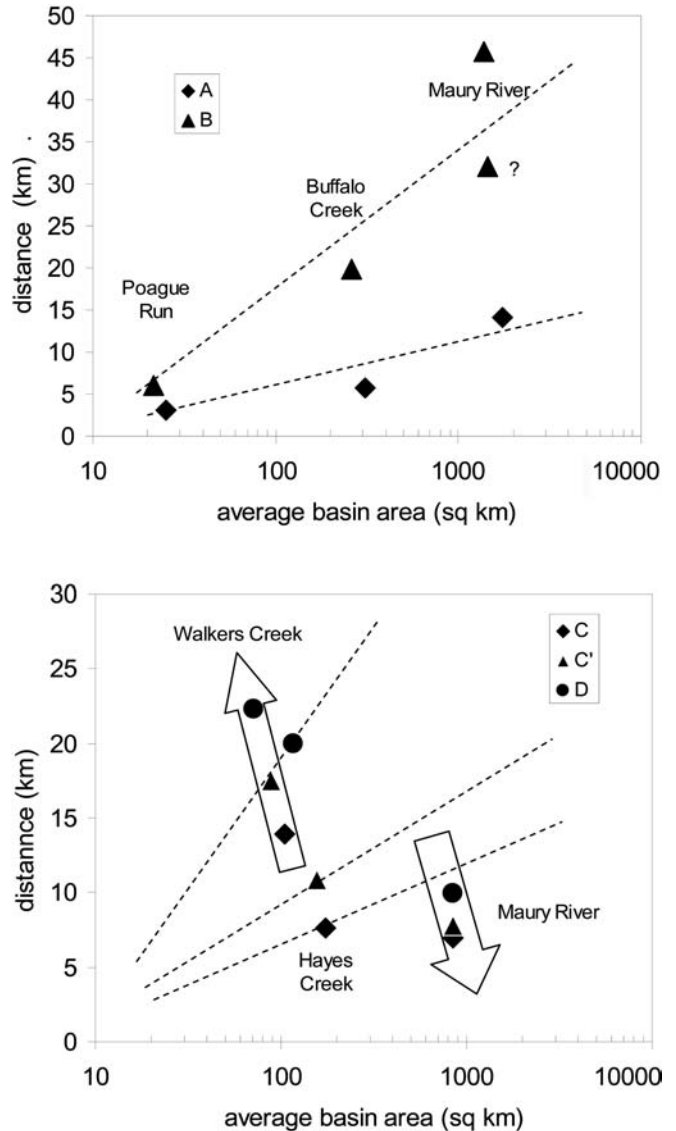 50
45
40
35
30
25
20
15
10
5
0
distance (km) .
A
B
Maury River
?
Buffalo
Creek
Poague
Run
10
100
1000
10000
average basin area (sq km)
30
25
20
15
10
5
0
distannce (km)
Walkers Creek
C
C'
D
Maury River
Hayes
Creek
10
100
1000
10000
average basin area (sq km)